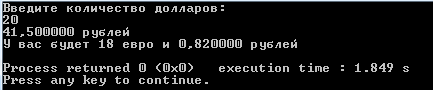 Введите количество долларов:
20
41,500000 рублей
У вас будет 18 евро и 0,820000 рублей
Process returned 0 (0x0)   execution time : 1.849 s
Press any key to continue.